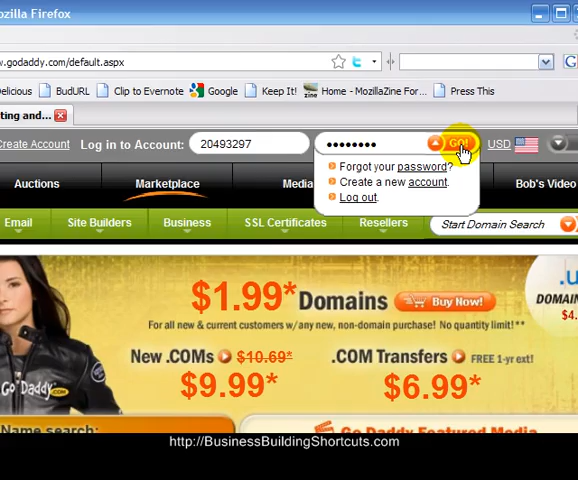 ozilla Firefox
w.godaddy.com/default.aspx
Delicious BudURL Clip to Evernote Google Keep It! Home - MozillaZine For... Press This
ting and...
Create Account Log in to Account: 20493297 •••••••• GO! USD
Forgot your password?
Create a new account.
Log out.
Auctions Marketplace Media Bob's Video
Email Site Builders Business SSL Certificates Resellers Start Domain Search
.u
$1.99* Domains Buy Now!
DOMAIN
$4.
For all new & current customers w/any new, non-domain purchase! No quantity limit!**
New .COMs $10.69* .COM Transfers FREE 1-yr ext!
$9.99* $6.99*
Go Daddy.COM
Name search: Go Daddy Featured Media
http://BusinessBuildingShortcuts.com